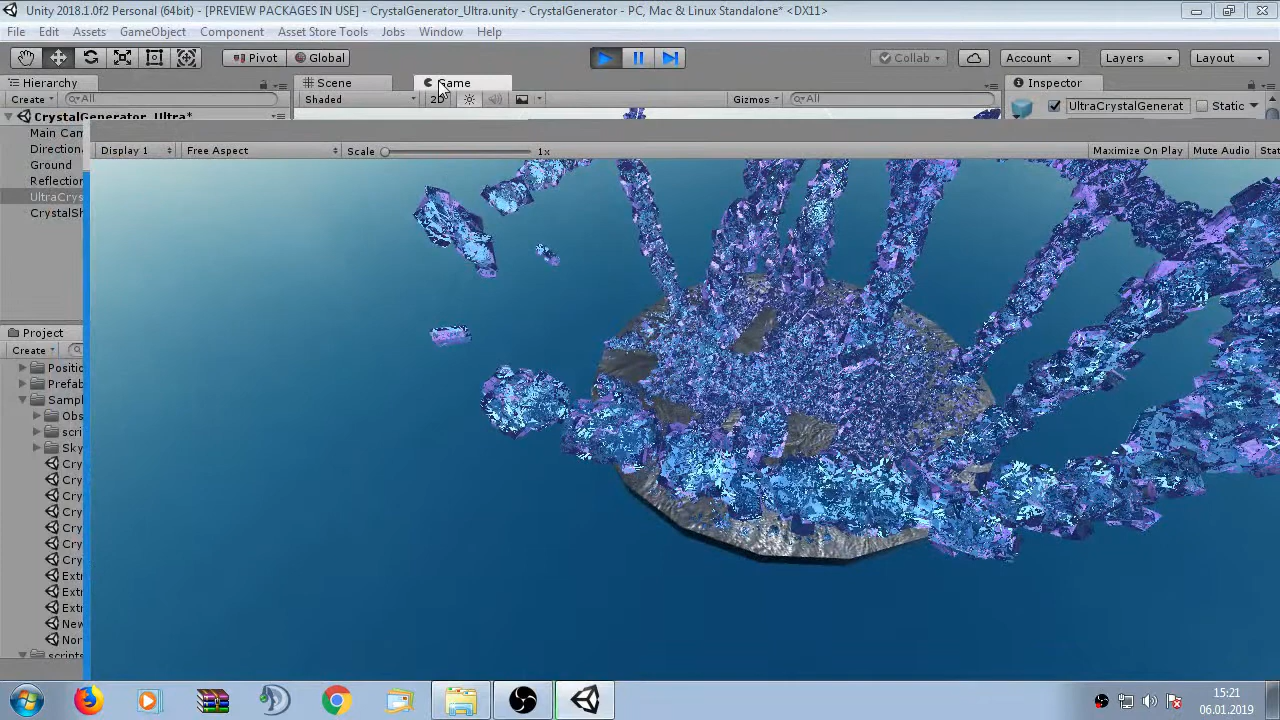 Unity 2018.1.0f2 Personal (64bit) - [PREVIEW PACKAGES IN USE] - CrystalGenerator_Ultra.unity - CrystalGenerator - PC, Mac & Linux Standalone* <DX11>
File Edit Assets GameObject Component Asset Store Tools Jobs Window Help
Pivot Global Collab Account Layers Layout
Hierarchy Scene Game Inspector
Create All Shaded 2D Gizmos All UltraCrystalGenerat Static
CrystalGenerator_Ultra*
Main Cam
Direction
Display 1 Free Aspect Scale 1x Maximize On Play Mute Audio Stat
Ground
Reflection
UltraCrys
CrystalSh
Project
Create
Positio
Prefab
Sampl
Obs
scri
Sky
Cry
Cry
Cry
Cry
Cry
Cry
Cry
Extr
Extr
Extr
New
Nor
scripts
15:21
06.01.2019